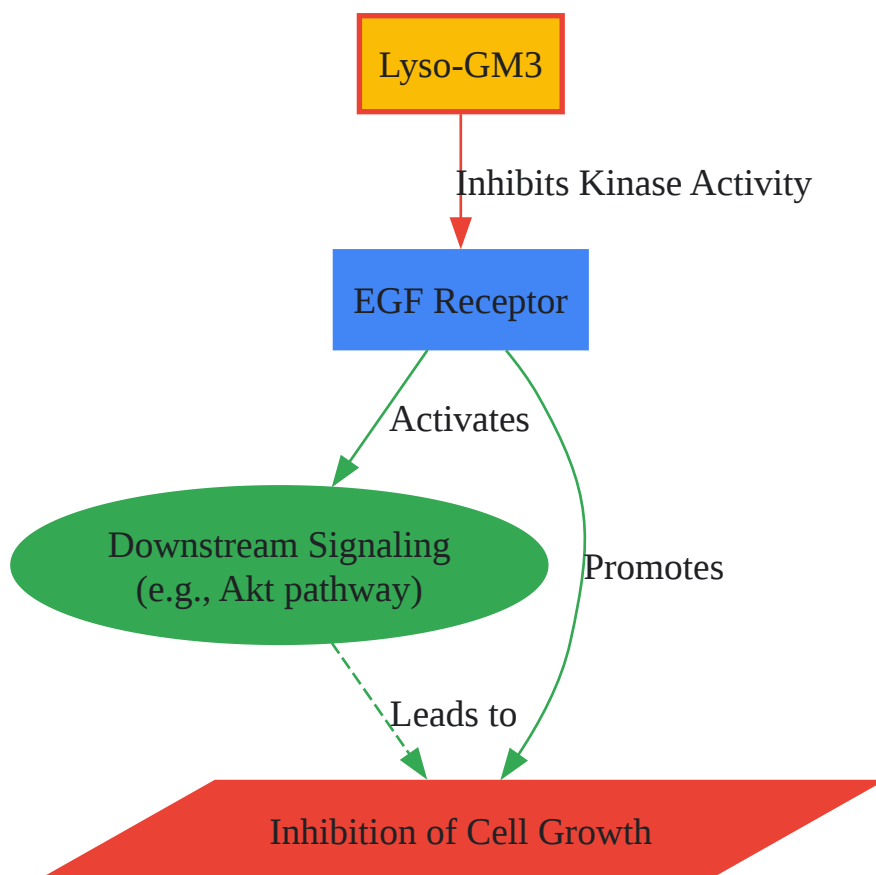 Lyso-GM3
Inhibits Kinase Activity
EGF Receptor
Activates
Downstream Signaling
(e.g., Akt pathway)
Promotes
Leads to
Inhibition of Cell Growth